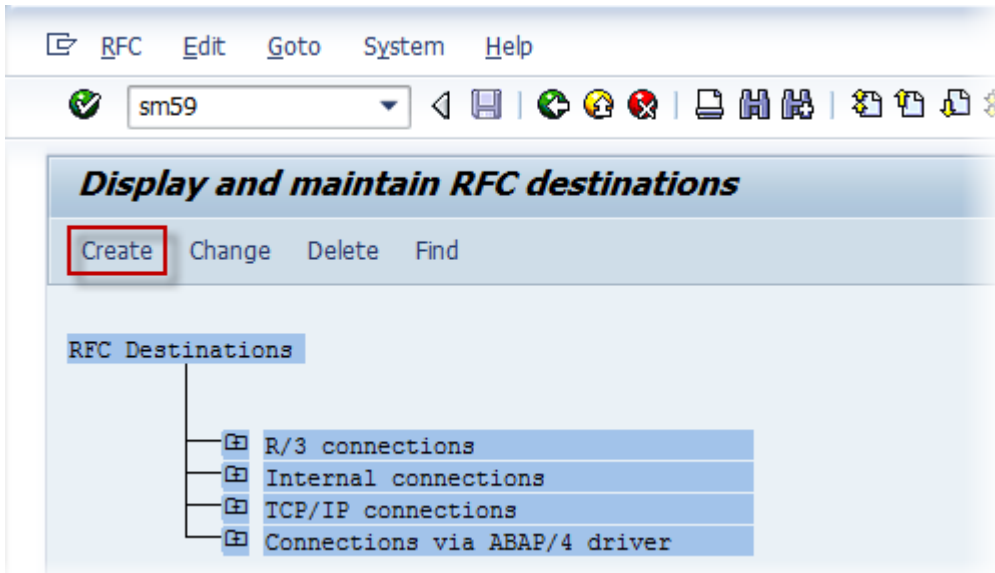 RFC Edit Goto System Help
sm59
Display and maintain RFC destinations
Create Change Delete Find
RFC Destinations
R/3 connections
Internal connections
TCP/IP connections
Connections via ABAP/4 driver